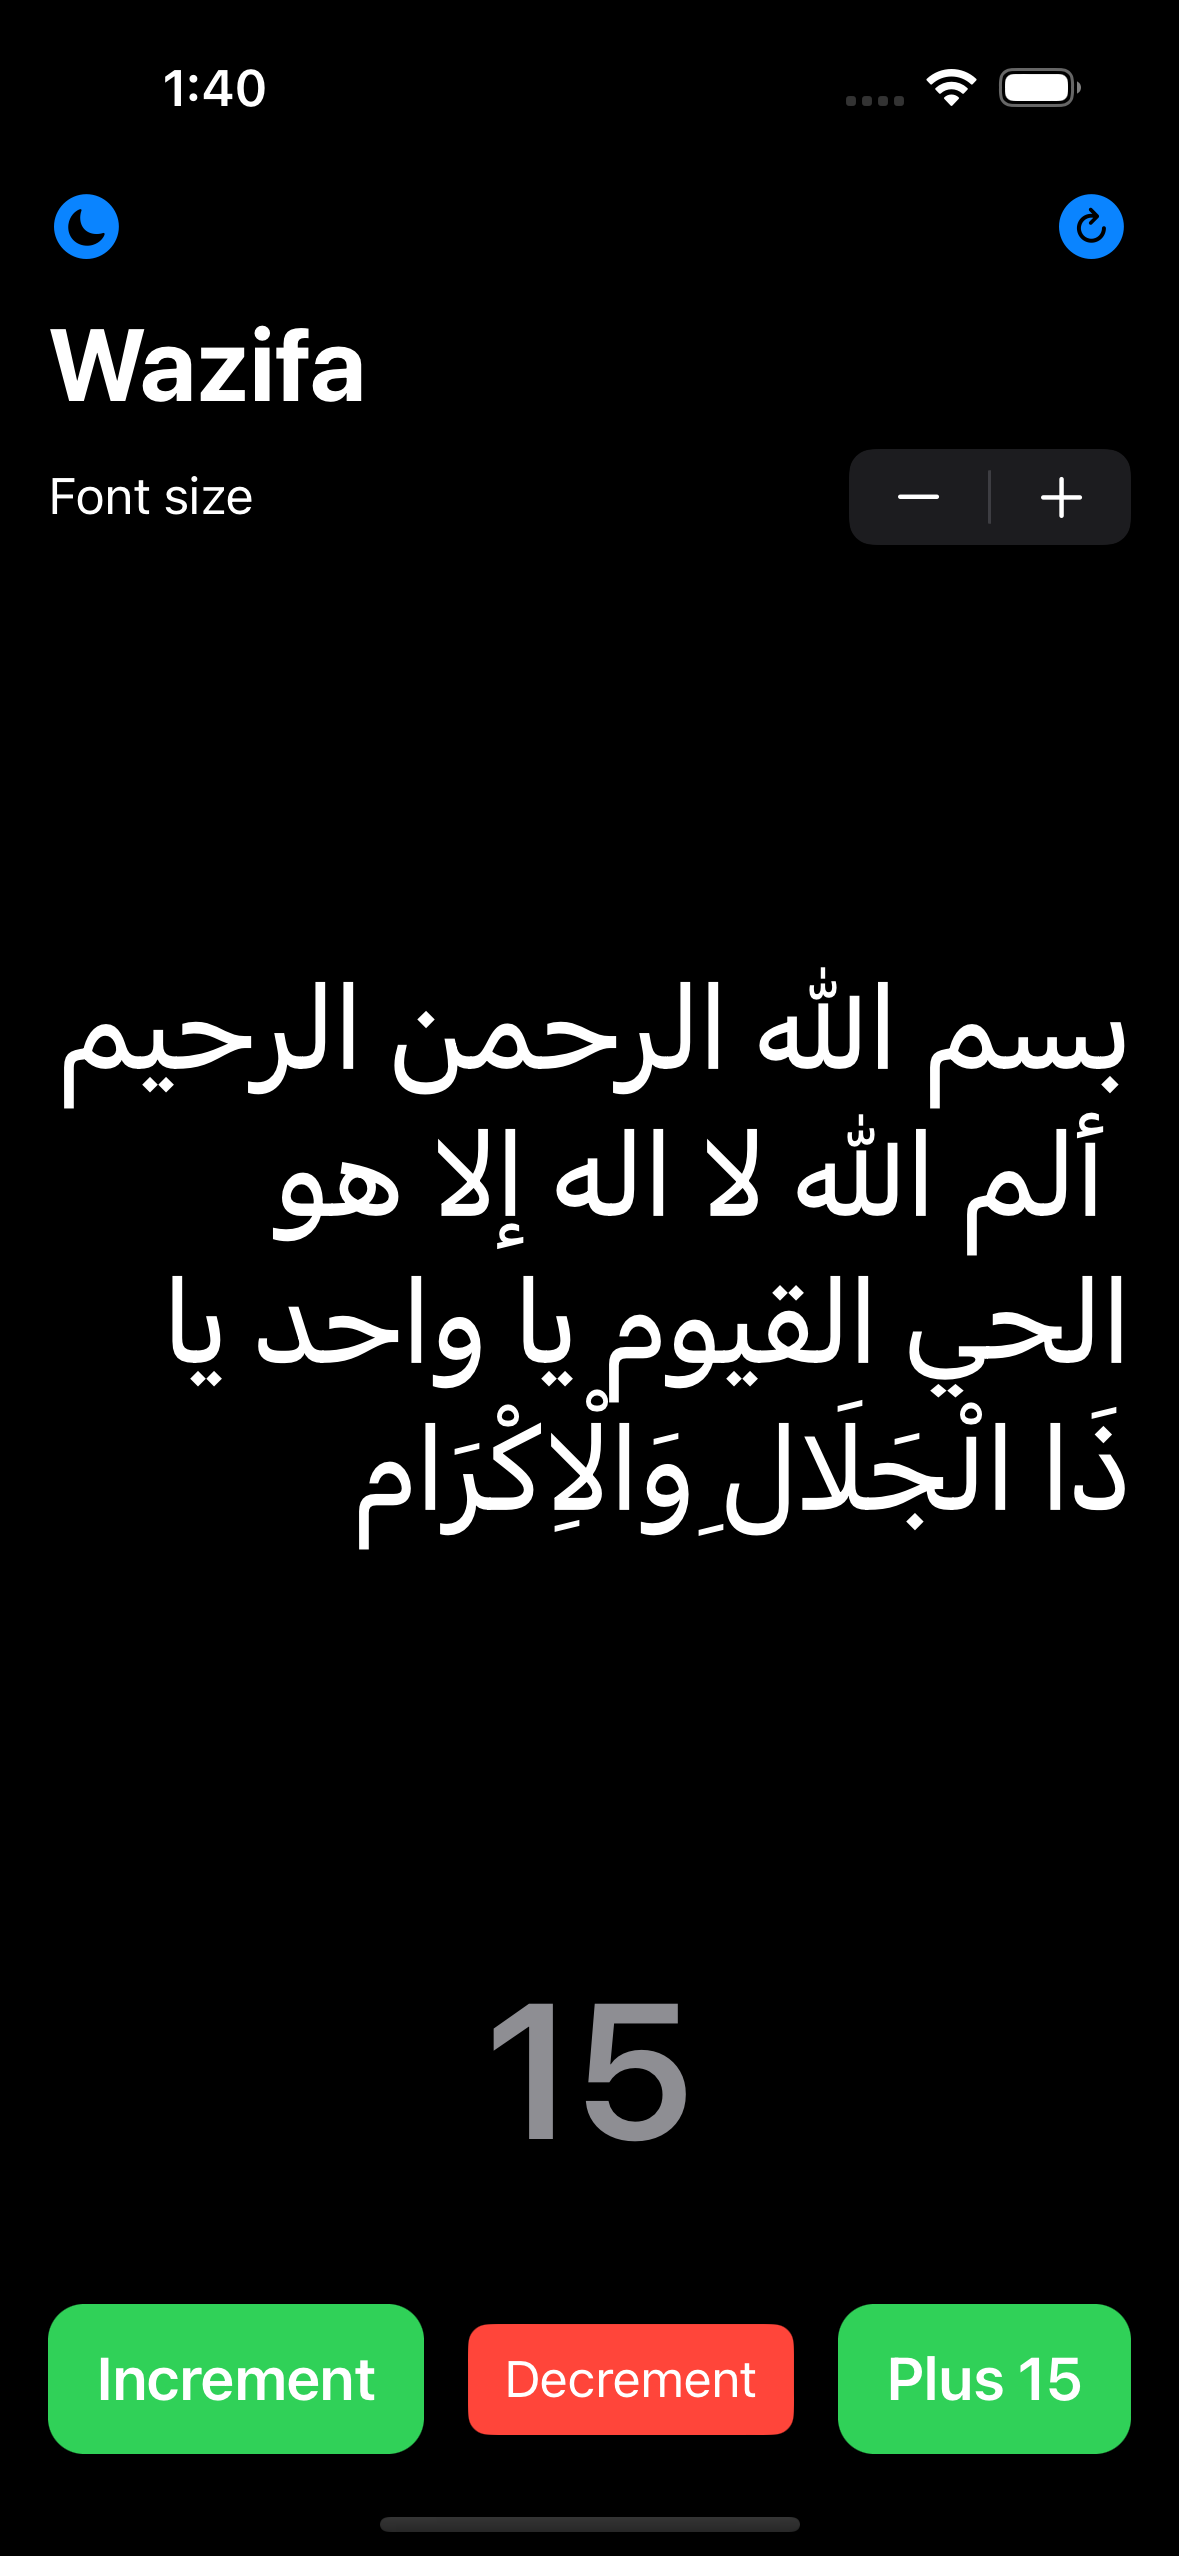 1:40
Wazifa
Font size
بسم الله الرحمن الرحيم
ألم الله لا اله إلا هو
الحي القيوم يا واحد يا
ذَا الْجَلَالِ وَالْاِكْرَام
15
Increment
Decrement
Plus 15